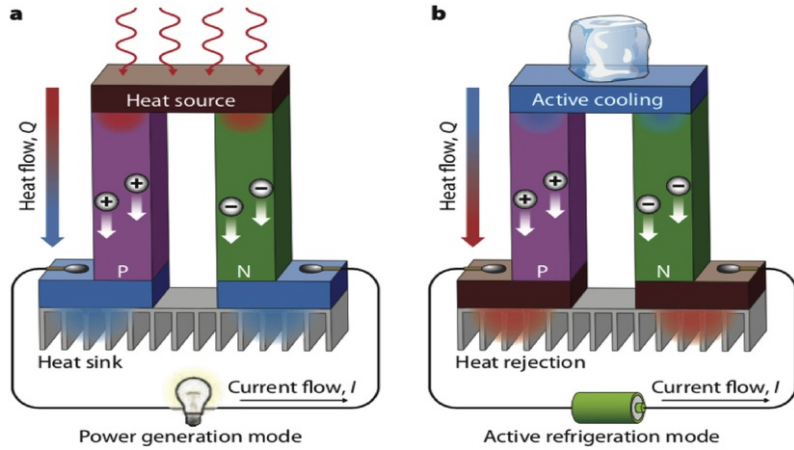 a
Heat source
Heat flow, Q
+
+
−
−
P
N
Heat sink
Current flow, I
Power generation mode
b
Active cooling
Heat flow, Q
+
+
−
−
P
N
Heat rejection
Current flow, I
Active refrigeration mode